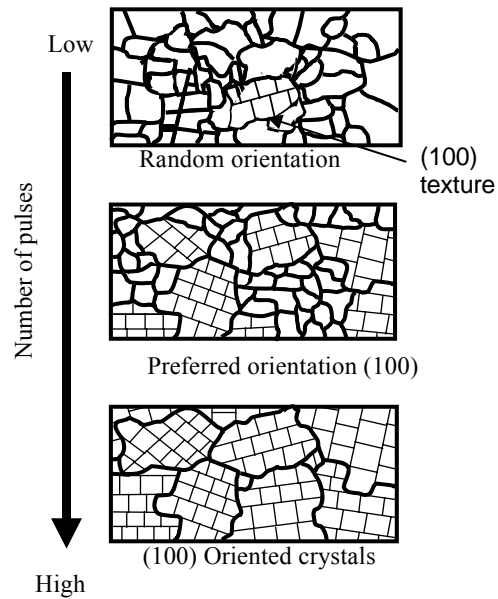 Low
Random orientation
(100)
texture
Number of pulses
Preferred orientation (100)
(100) Oriented crystals
High